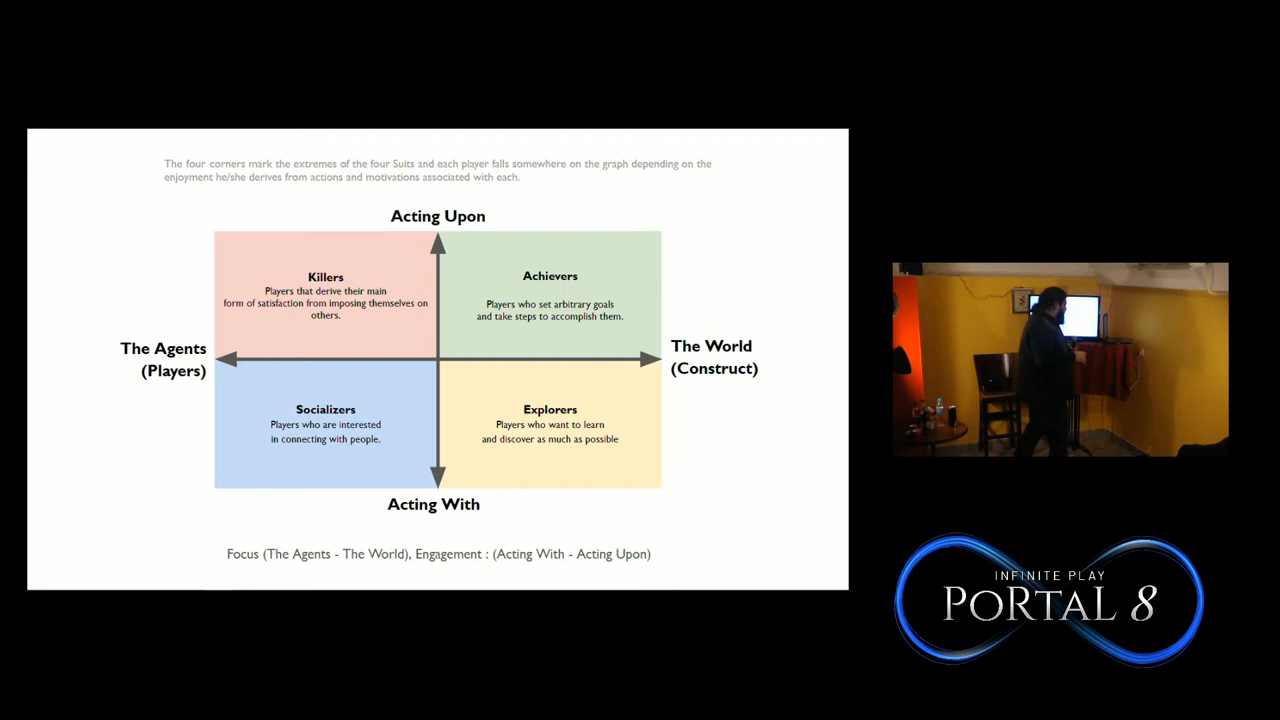 The four corners mark the extremes of the four Suits and each player falls somewhere on the graph depending on the
enjoyment he/she derives from actions and motivations associated with each.
Acting Upon
Killers
Players that derive their main
form of satisfaction from imposing themselves on
others.
Achievers
Players who set arbitrary goals
and take steps to accomplish them.
The Agents
(Players)
The World
(Construct)
Socializers
Players who are interested
in connecting with people.
Explorers
Players who want to learn
and discover as much as possible
Acting With
Focus (The Agents - The World), Engagement : (Acting With - Acting Upon)
INFINITE PLAY
PORTAL 8